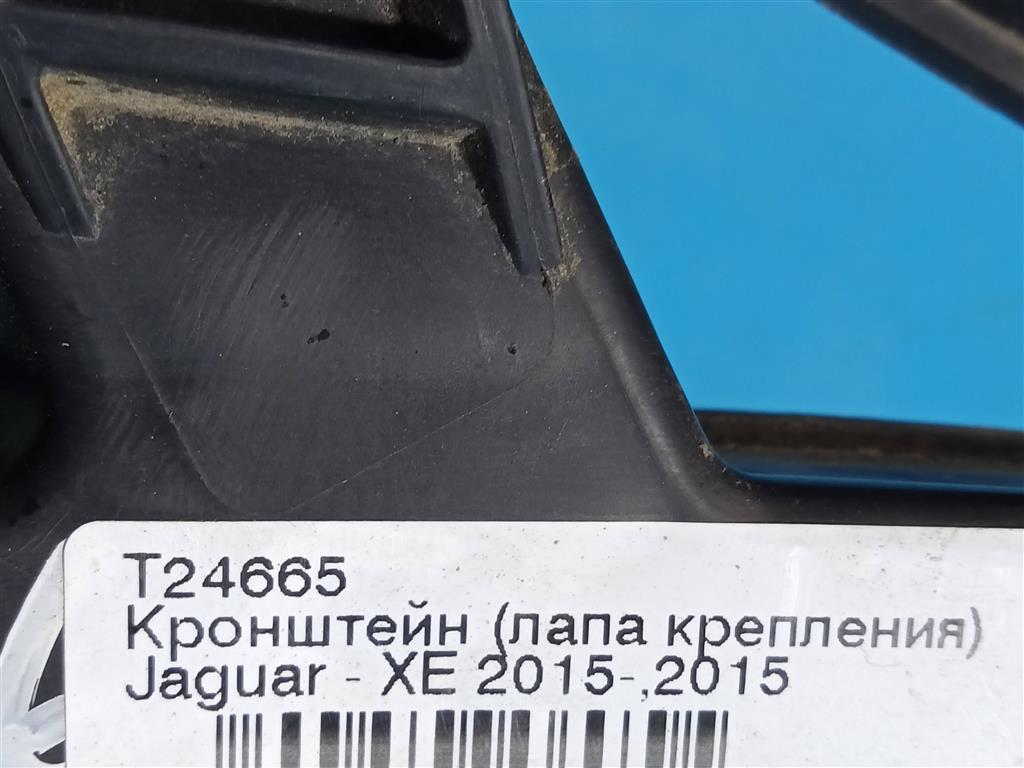 T24665
Кронштейн (лапа крепления)
Jaguar - XE 2015-,2015